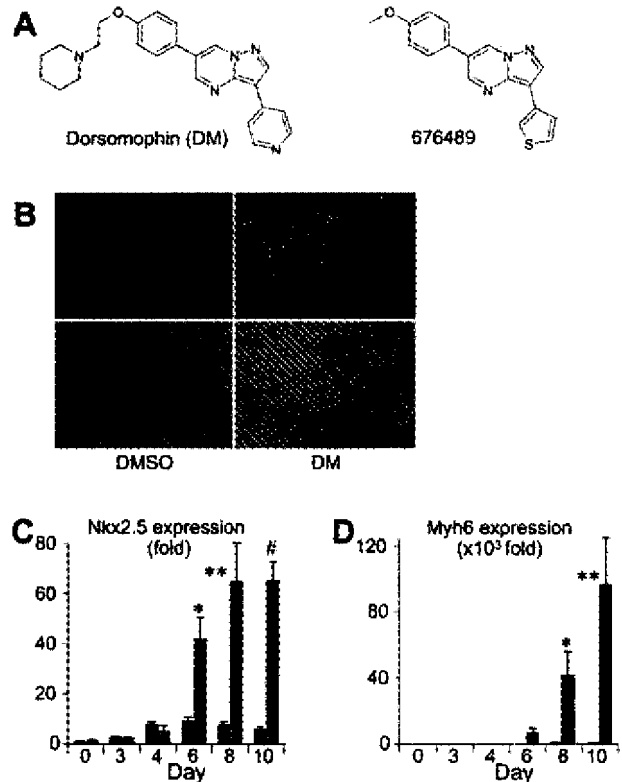 A
O
N
N
N
N
N
Dorsomophin (DM)
O
N
N
N
S
676489
B
DMSO DM
C Nkx2.5 expression
(fold)
80
60
40
20
0
* ** #
0 3 4 6 8 10
Day
D Myh6 expression
(x10³ fold)
120
80
40
0
* **
0 3 4 6 8 10
Day